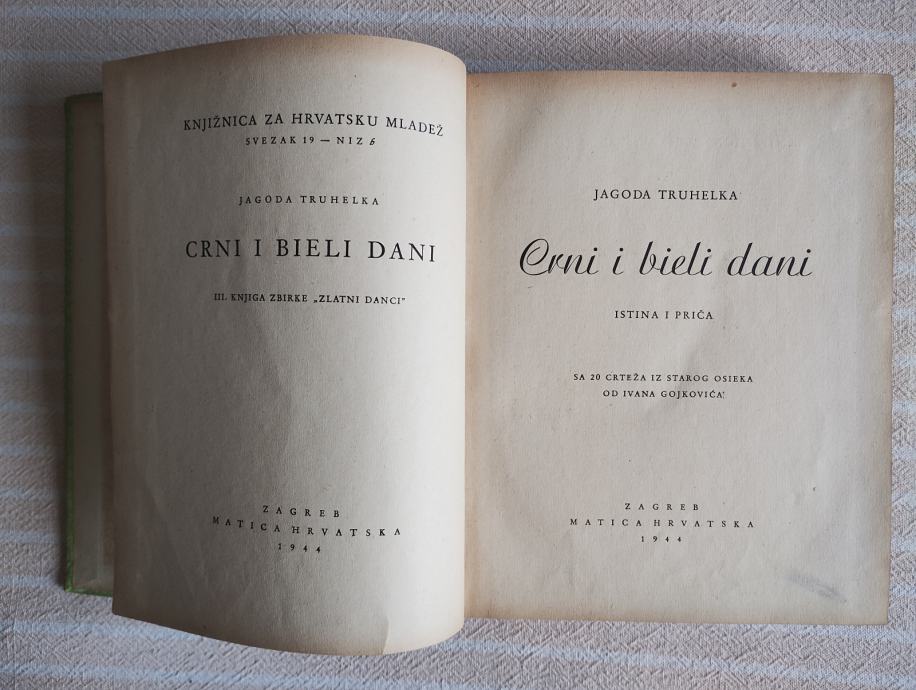 KNJIŽNICA ZA HRVATSKU MLADEŽ
SVEZAK 19 — NIZ b
JAGODA TRUHELKA
CRNI I BIELI DANI
III. KNJIGA ZBIRKE „ZLATNI DANCI”
ZAGREB
MATICA HRVATSKA
1944
JAGODA TRUHELKA
Crni i bieli dani
ISTINA I PRIČA
SA 20 CRTEŽA IZ STAROG OSIEKA
OD IVANA GOJKOVIĆA
ZAGREB
MATICA HRVATSKA
1944